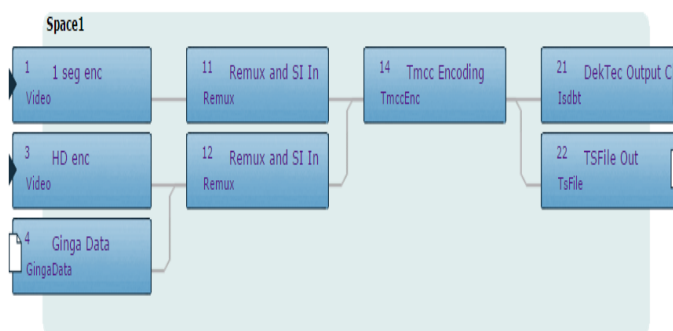 Space1
1 1 seg enc
Video
11 Remux and SI In
Remux
14 Tmcc Encoding
TmccEnc
21 DekTec Output C
Isdbt
3 HD enc
Video
12 Remux and SI In
Remux
22 TSFile Out
TsFile
4 Ginga Data
GingaData